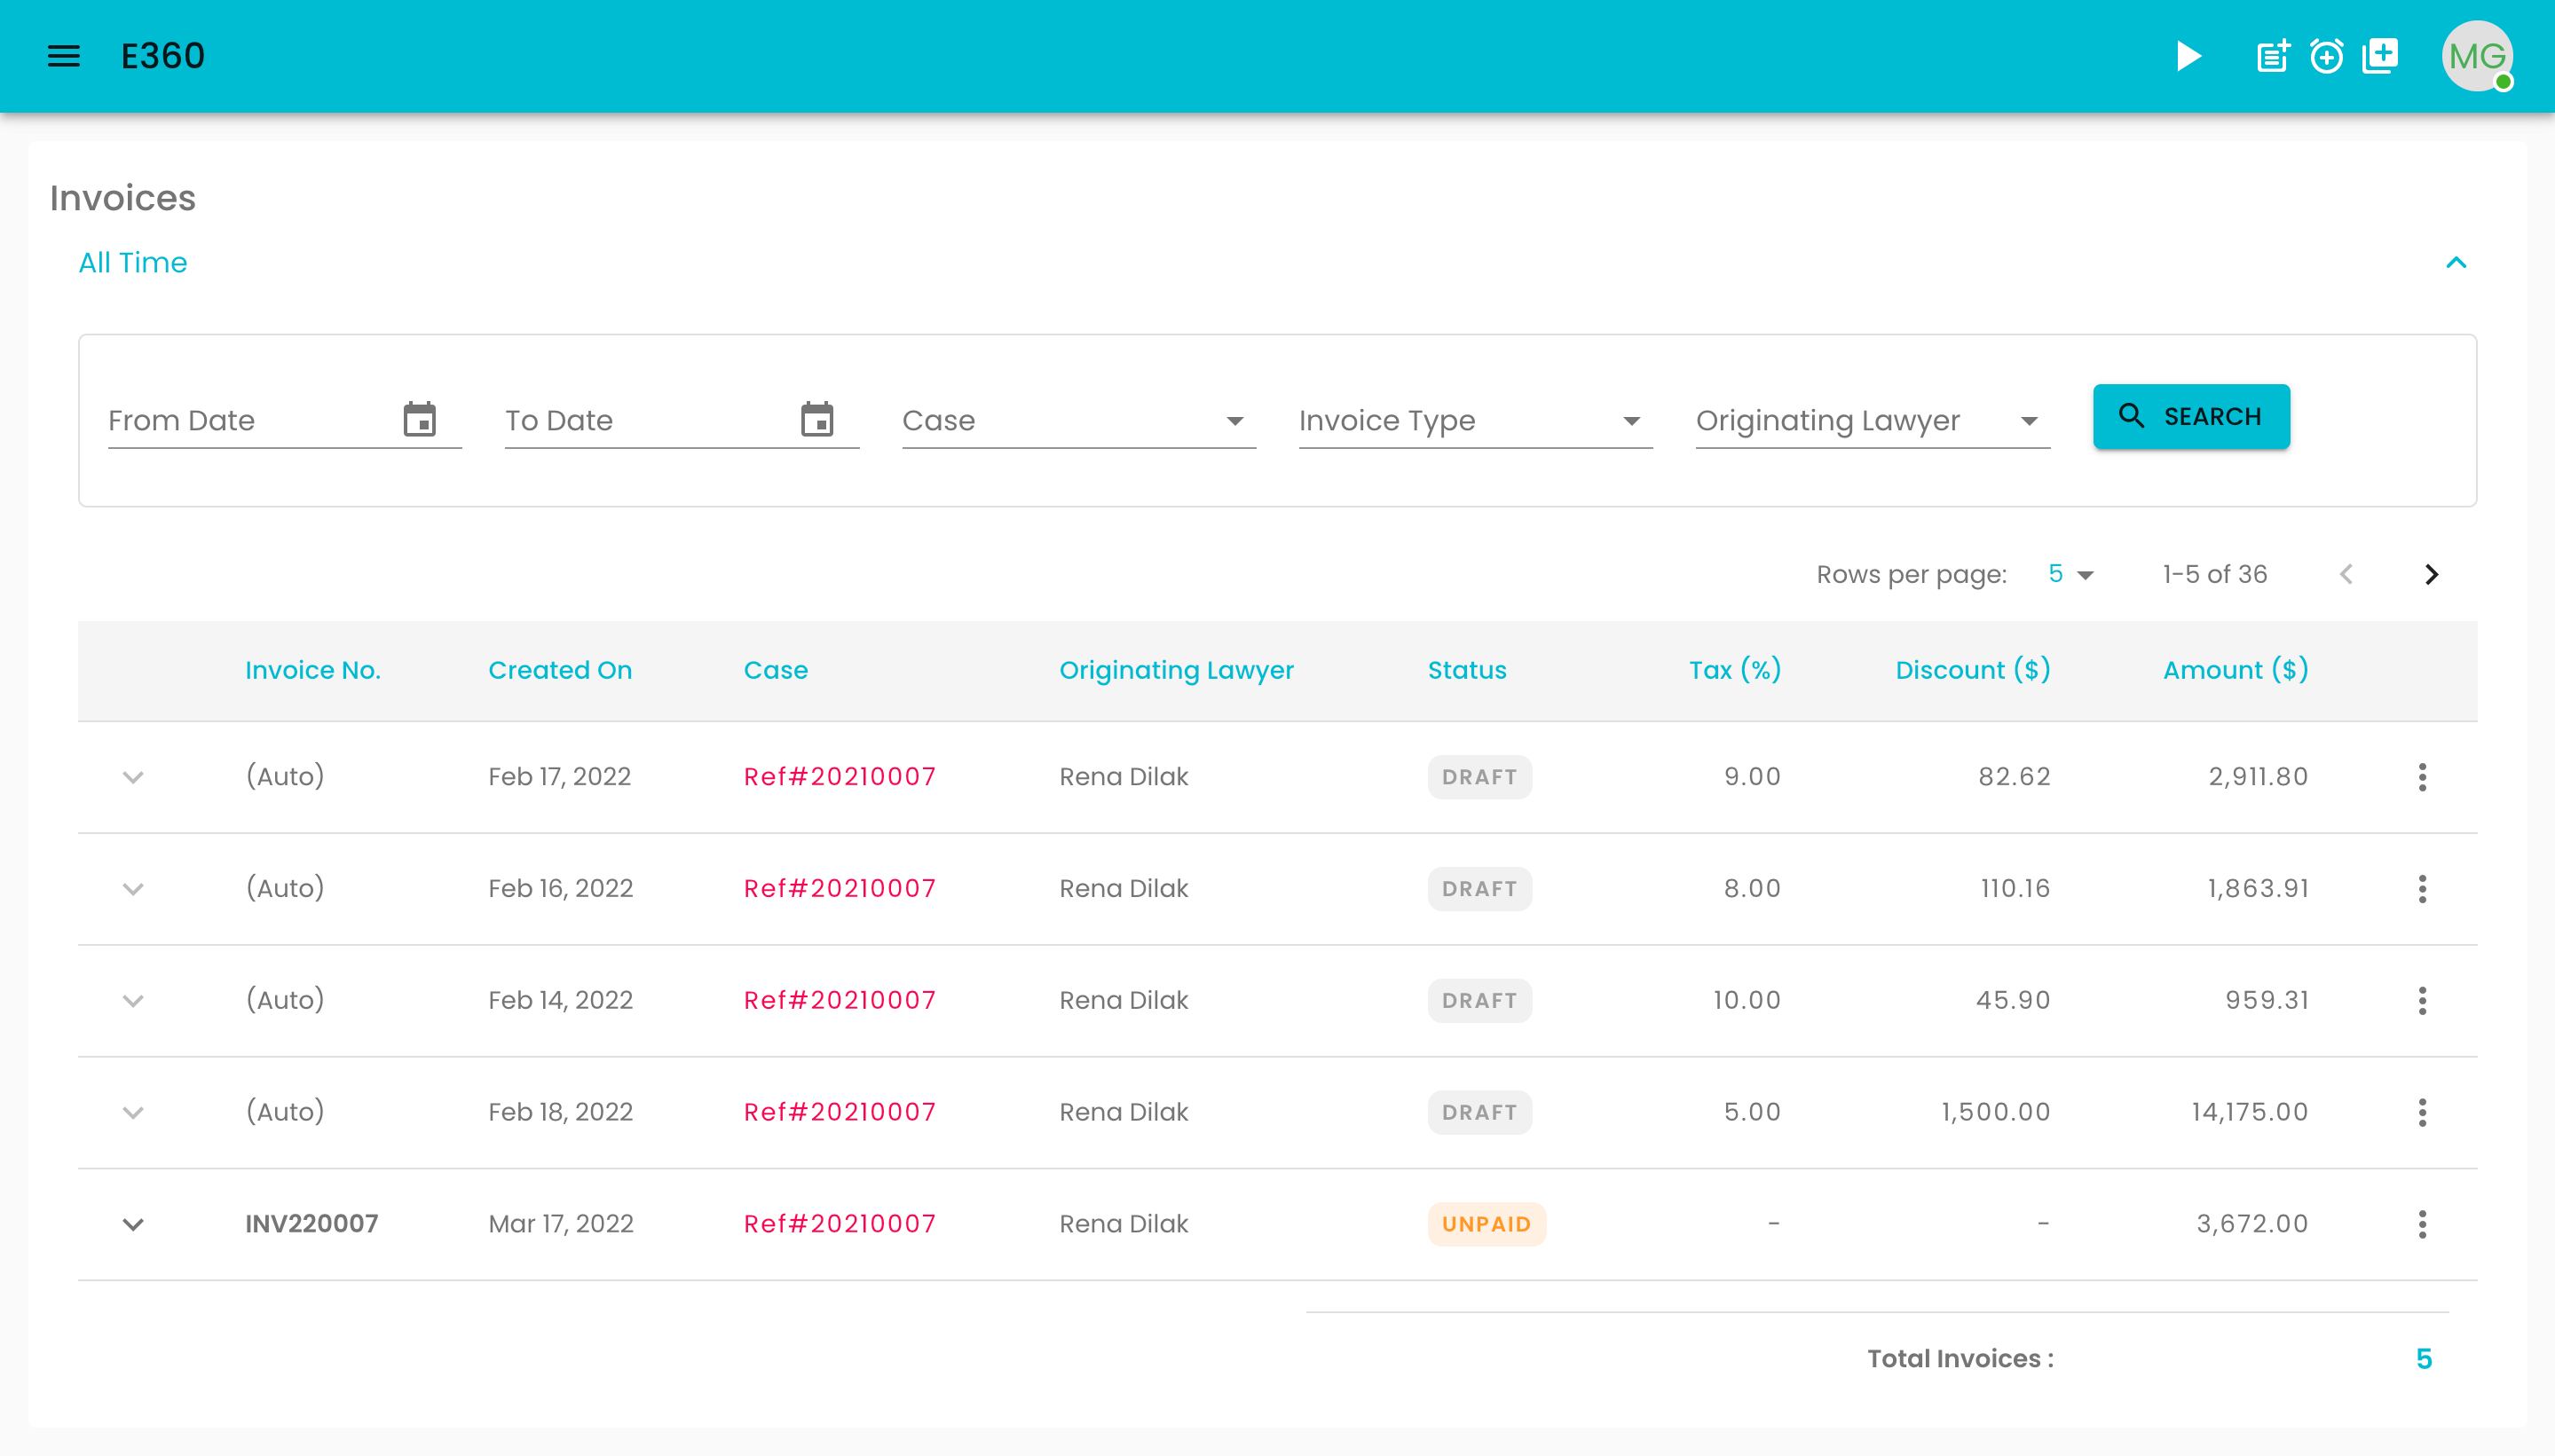 E360
MG
Invoices
All Time
From Date To Date Case Invoice Type Originating Lawyer SEARCH
Rows per page: 5 1-5 of 36
Invoice No. Created On Case Originating Lawyer Status Tax (%) Discount ($) Amount ($)
(Auto) Feb 17, 2022 Ref#20210007 Rena Dilak DRAFT 9.00 82.62 2,911.80
(Auto) Feb 16, 2022 Ref#20210007 Rena Dilak DRAFT 8.00 110.16 1,863.91
(Auto) Feb 14, 2022 Ref#20210007 Rena Dilak DRAFT 10.00 45.90 959.31
(Auto) Feb 18, 2022 Ref#20210007 Rena Dilak DRAFT 5.00 1,500.00 14,175.00
INV220007 Mar 17, 2022 Ref#20210007 Rena Dilak UNPAID - - 3,672.00
Total Invoices : 5